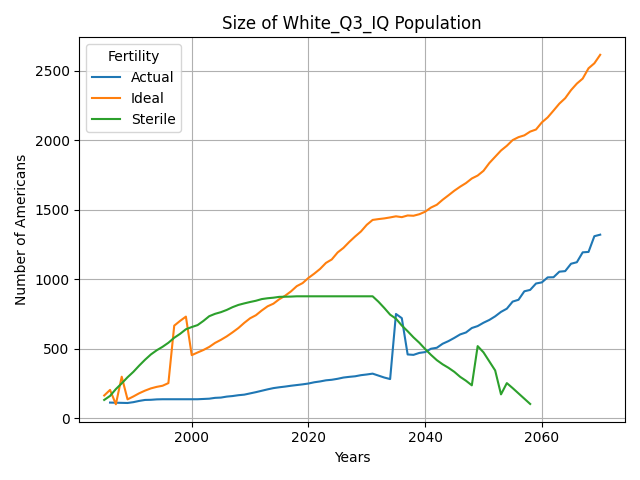 Size of White_Q3_IQ Population
Fertility
Actual
Ideal
Sterile
Number of Americans
2500
2000
1500
1000
500
0
2000
2020
2040
2060
Years